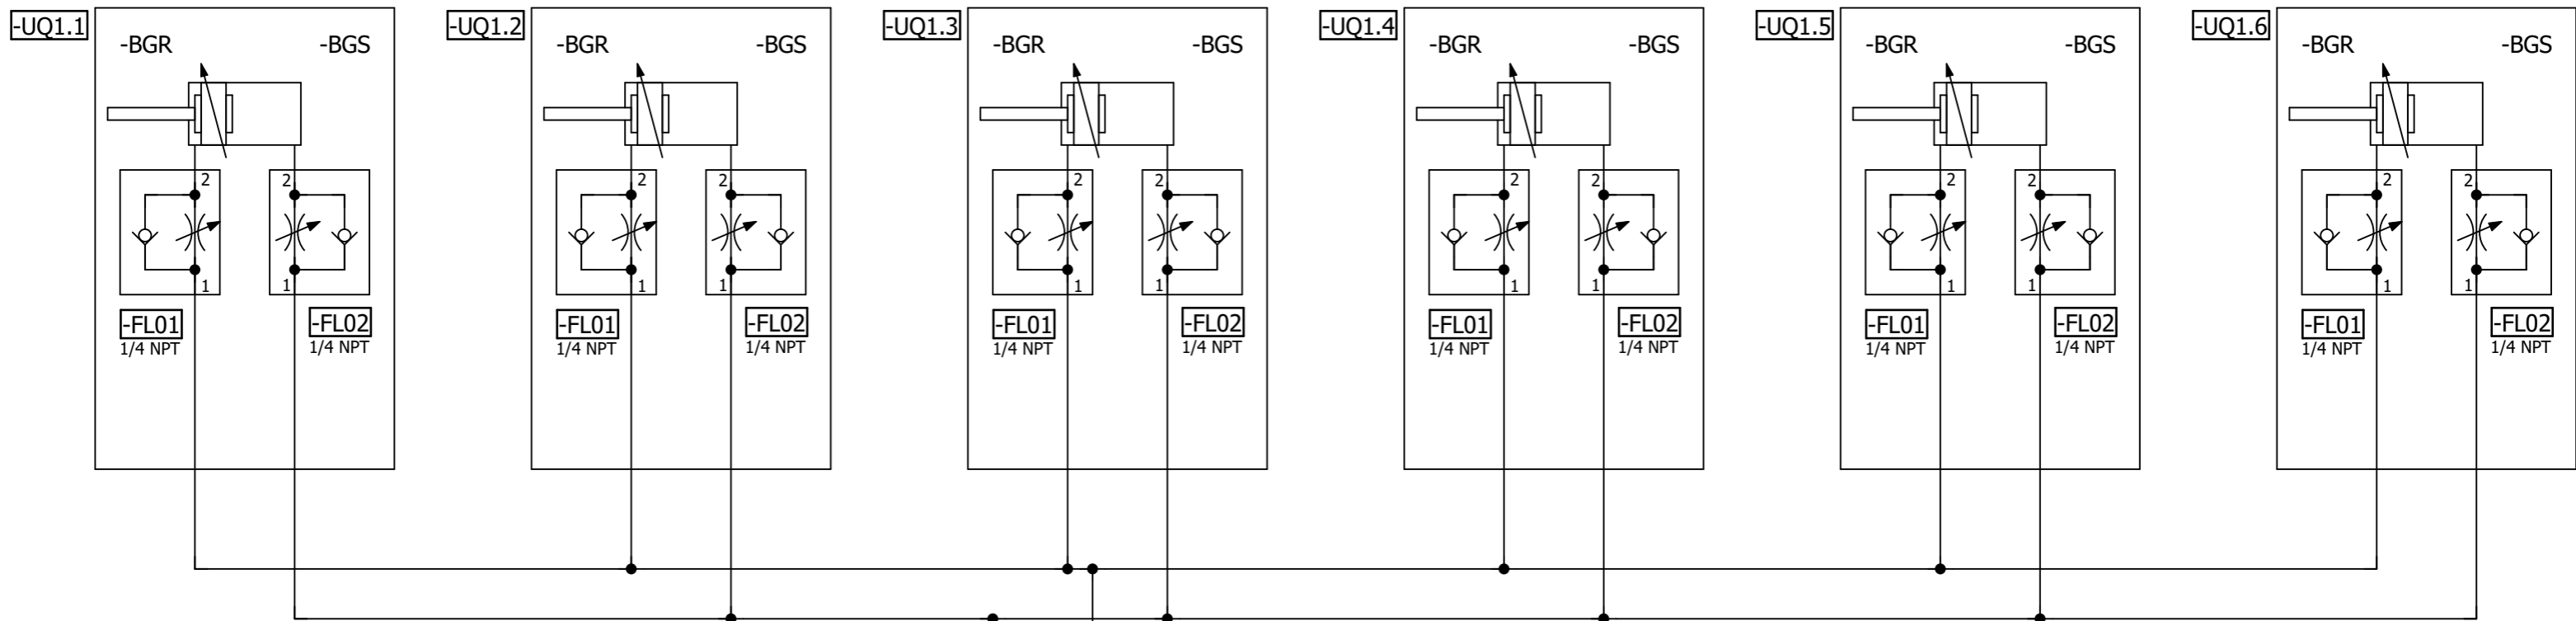 -UQ1.1
-BGR -BGS
2 2
1 1
-FL01 -FL02
1/4 NPT 1/4 NPT
-UQ1.2
-BGR -BGS
2 2
1 1
-FL01 -FL02
1/4 NPT 1/4 NPT
-UQ1.3
-BGR -BGS
2 2
1 1
-FL01 -FL02
1/4 NPT 1/4 NPT
-UQ1.4
-BGR -BGS
2 2
1 1
-FL01 -FL02
1/4 NPT 1/4 NPT
-UQ1.5
-BGR -BGS
2 2
1 1
-FL01 -FL02
1/4 NPT 1/4 NPT
-UQ1.6
-BGR -BGS
2 2
1 1
-FL01 -FL02
1/4 NPT 1/4 NPT